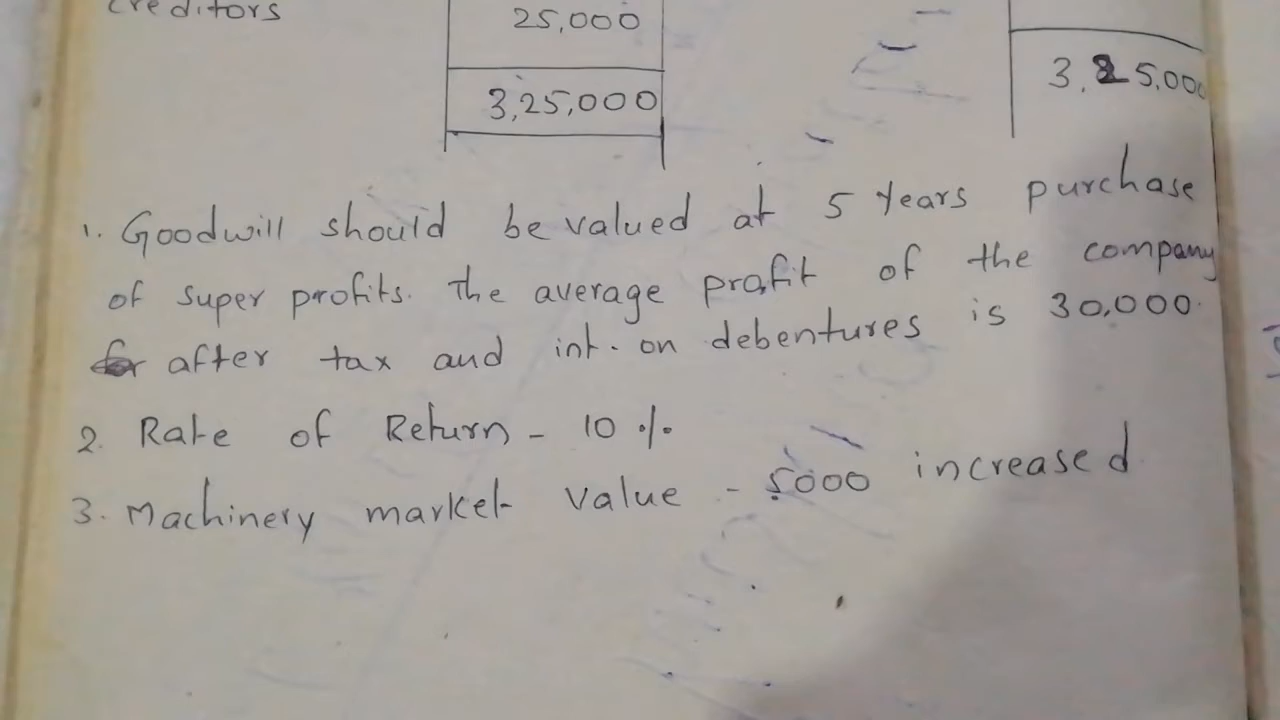 creditors 25,000
3,25,000 3,25,000
1. Goodwill should be valued at 5 Years purchase
of super profits. The average profit of the company
after tax and int. on debentures is 30,000.
2. Rate of Return - 10 %
3. Machinery market value - 5000 increased